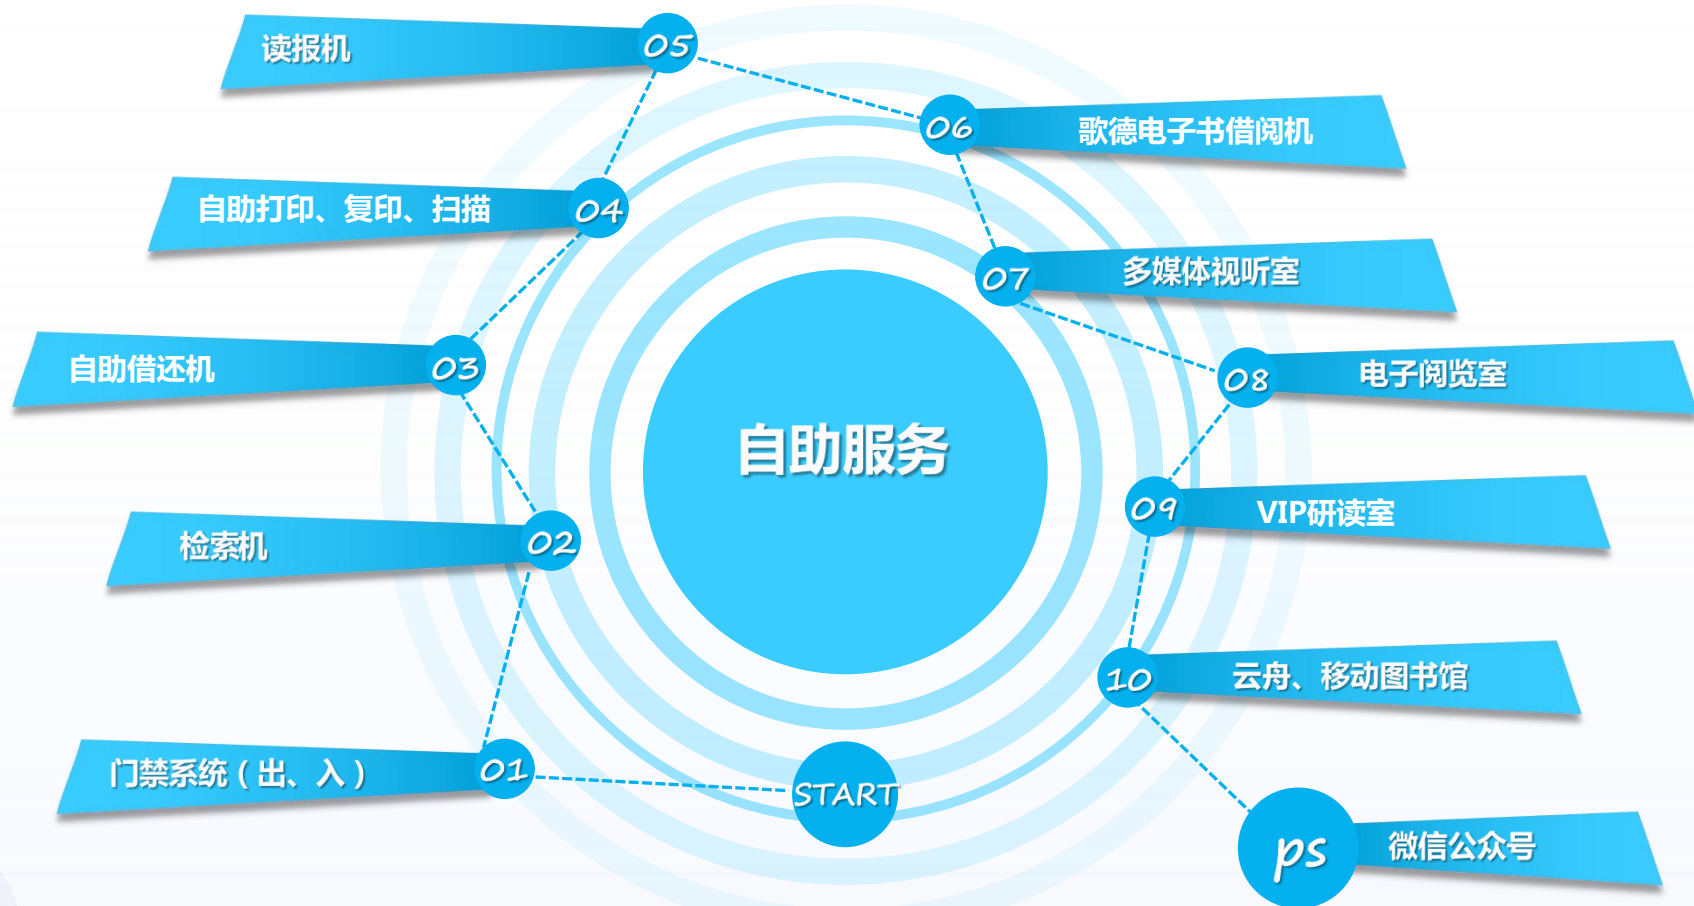 自助服务
START
01
门禁系统（出、入）
02
检索机
03
自助借还机
04
自助打印、复印、扫描
05
读报机
06
歌德电子书借阅机
07
多媒体视听室
08
电子阅览室
09
VIP研读室
10
云舟、移动图书馆
ps
微信公众号